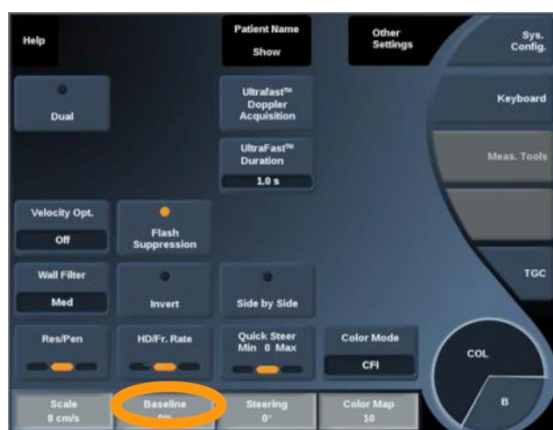 Help
Patient Name
Show
Other
Settings
Sys.
Config.
Dual
Ultrafast™
Doppler
Acquisition
Keyboard
UltraFast™
Duration
1.0 s
Meas. Tools
Velocity Opt.
Off
Flash
Suppression
Wall Filter
Med
Invert
Side by Side
TGC
Res/Pen
HD/Fr. Rate
Quick Steer
Min 0 Max
Color Mode
CFI
COL
B
Scale
8 cm/s
Baseline
Steering
0°
Color Map
10